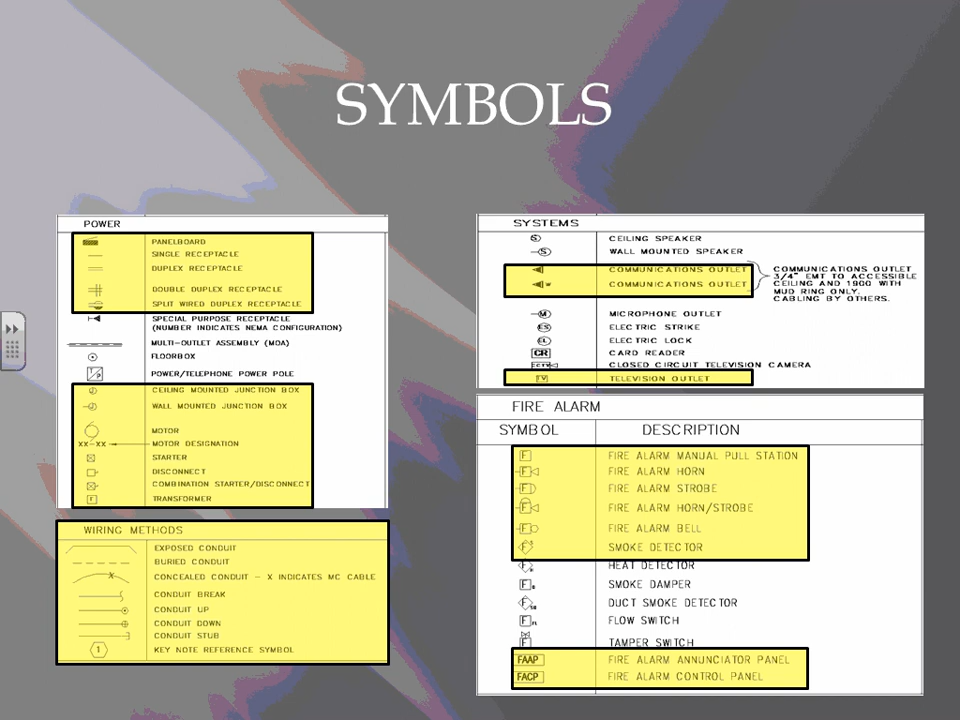 SYMBOLS
POWER
PANELBOARD
SINGLE RECEPTACLE
DUPLEX RECEPTACLE
DOUBLE DUPLEX RECEPTACLE
SPLIT WIRED DUPLEX RECEPTACLE
SPECIAL PURPOSE RECEPTACLE
(NUMBER INDICATES NEMA CONFIGURATION)
MULTI-OUTLET ASSEMBLY (MOA)
FLOORBOX
POWER/TELEPHONE POWER POLE
CEILING MOUNTED JUNCTION BOX
J WALL MOUNTED JUNCTION BOX
MOTOR
XX-XX MOTOR DESIGNATION
STARTER
DISCONNECT
COMBINATION STARTER/DISCONNECT
T TRANSFORMER
WIRING METHODS
EXPOSED CONDUIT
BURIED CONDUIT
X CONCEALED CONDUIT - X INDICATES MC CABLE
CONDUIT BREAK
CONDUIT UP
CONDUIT DOWN
CONDUIT STUB
1 KEY NOTE REFERENCE SYMBOL
SYSTEMS
S CEILING SPEAKER
S WALL MOUNTED SPEAKER
COMMUNICATIONS OUTLET
W COMMUNICATIONS OUTLET
COMMUNICATIONS OUTLET
3/4" EMT TO ACCESSIBLE
CEILING AND 1900 WITH
MUD RING ONLY.
CABLING BY OTHERS.
M MICROPHONE OUTLET
ES ELECTRIC STRIKE
EL ELECTRIC LOCK
CR CARD READER
CCTV CLOSED CIRCUIT TELEVISION CAMERA
TV TELEVISION OUTLET
FIRE ALARM
SYMBOL DESCRIPTION
F FIRE ALARM MANUAL PULL STATION
F FIRE ALARM HORN
F FIRE ALARM STROBE
F FIRE ALARM HORN/STROBE
F FIRE ALARM BELL
F SMOKE DETECTOR
F H HEAT DETECTOR
F SMOKE DAMPER
F DUCT SMOKE DETECTOR
F FL FLOW SWITCH
F TAMPER SWITCH
FAAP FIRE ALARM ANNUNCIATOR PANEL
FACP FIRE ALARM CONTROL PANEL